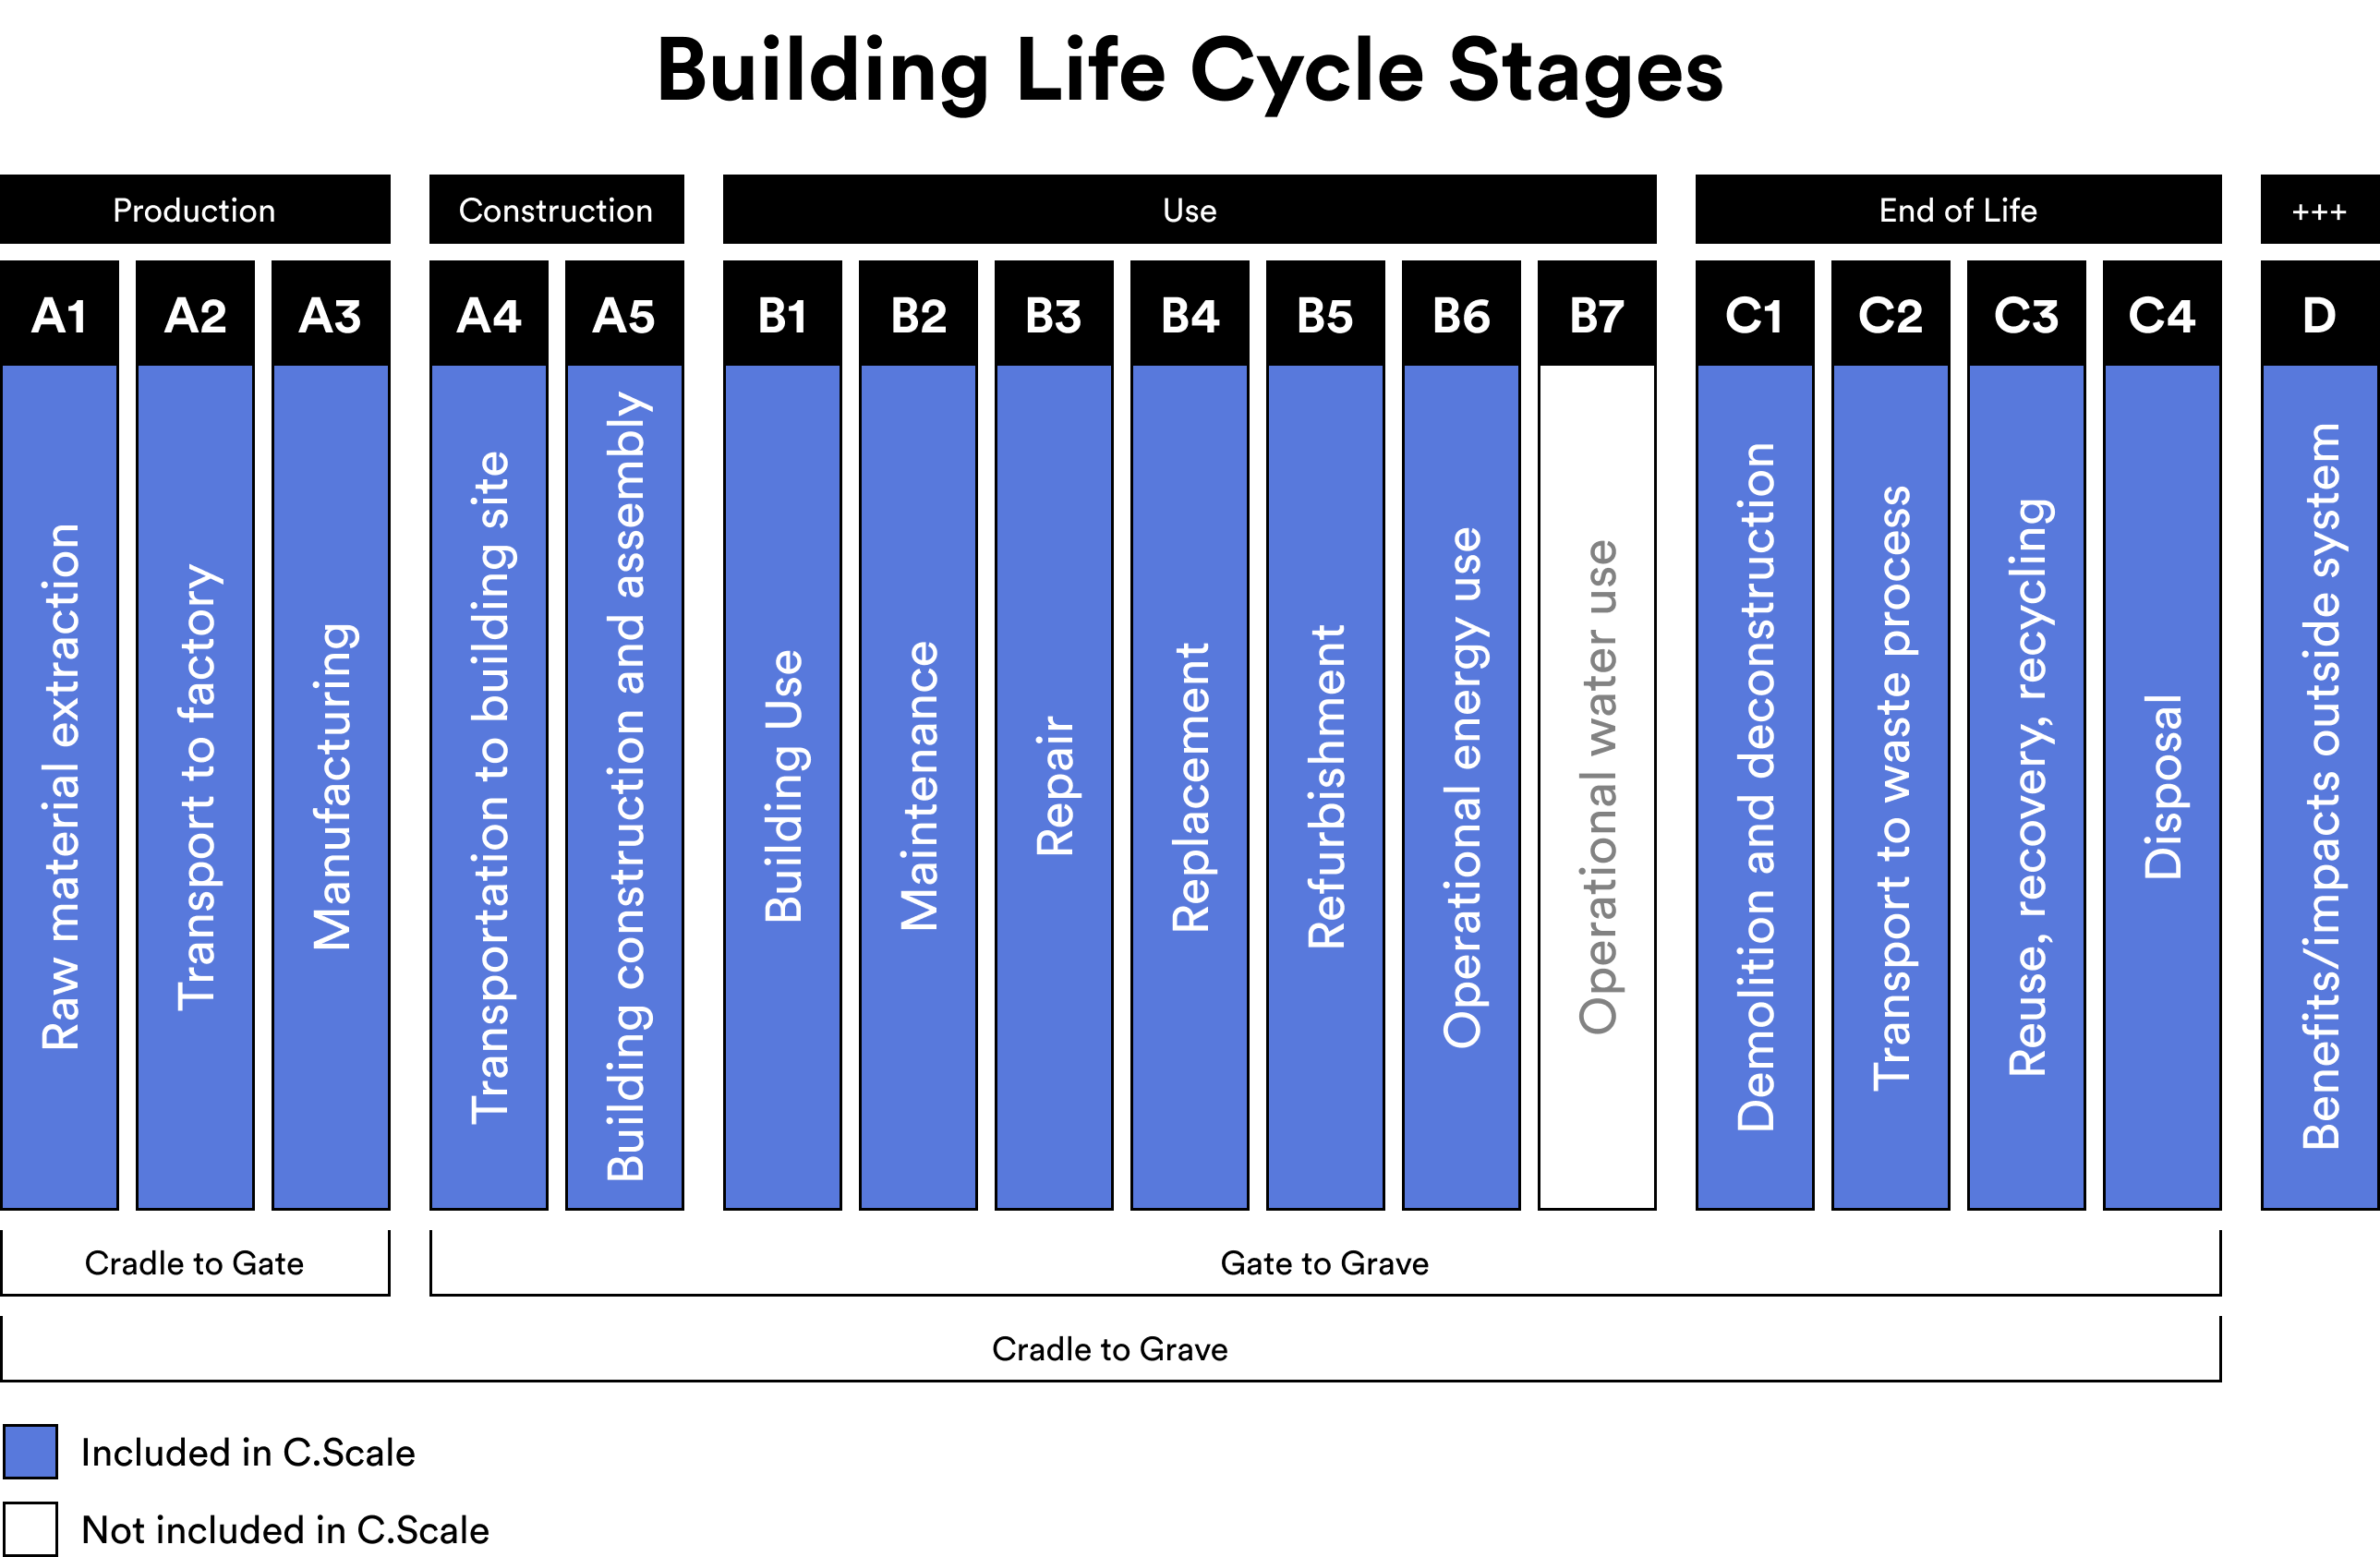 Building Life Cycle Stages
Production
Construction
Use
End of Life
+++
A1
A2
A3
A4
A5
B1
B2
B3
B4
B5
B6
B7
C1
C2
C3
C4
D
Raw material extraction
Transport to factory
Manufacturing
Transportation to building site
Building construction and assembly
Building Use
Maintenance
Repair
Replacement
Refurbishment
Operational energy use
Operational water use
Demolition and deconstruction
Transport to waste process
Reuse, recovery, recycling
Disposal
Benefits/impacts outside system
Cradle to Gate
Gate to Grave
Cradle to Grave
Included in C.Scale
Not included in C.Scale